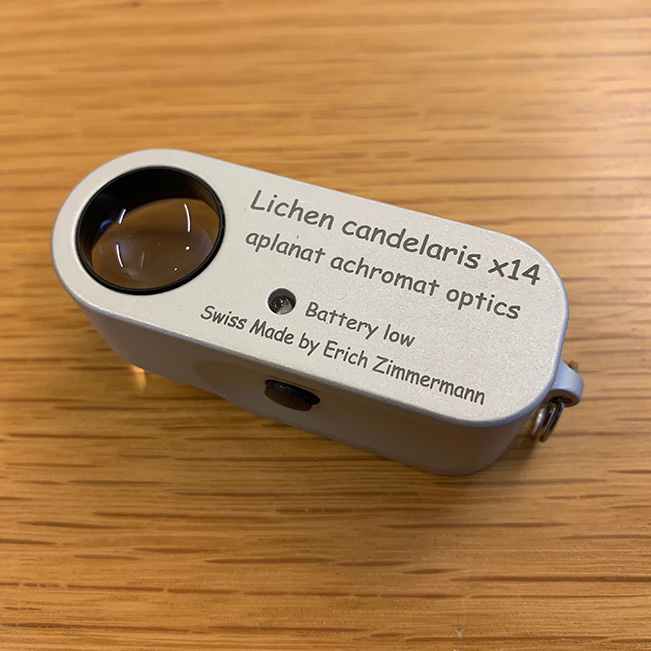 Lichen candelaris x14
aplanat achromat optics
Battery low
Swiss Made by Erich Zimmermann